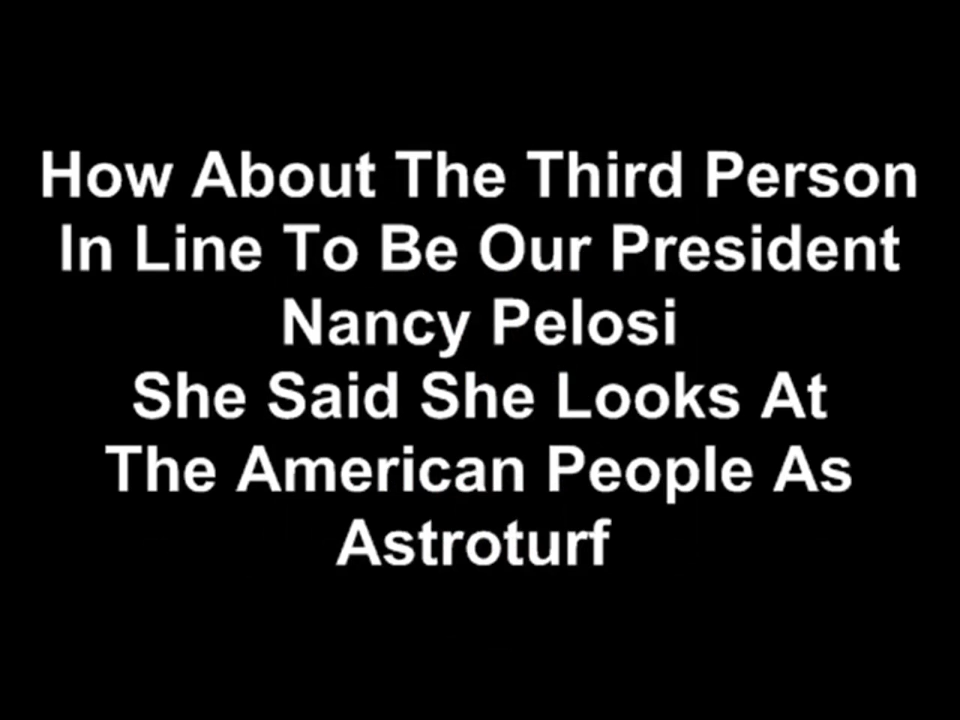 How About The Third Person
In Line To Be Our President
Nancy Pelosi
She Said She Looks At
The American People As
Astroturf